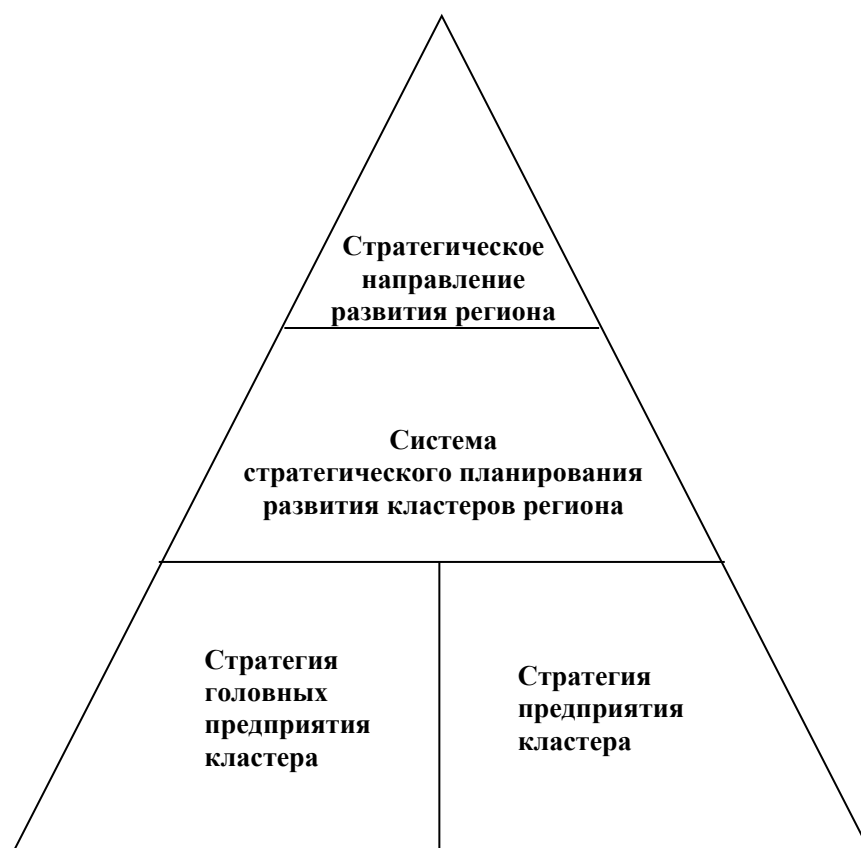 Стратегическое
направление
развития региона
Система
стратегического планирования
развития кластеров региона
Стратегия
головных
предприятия
кластера
Стратегия
предприятия
кластера